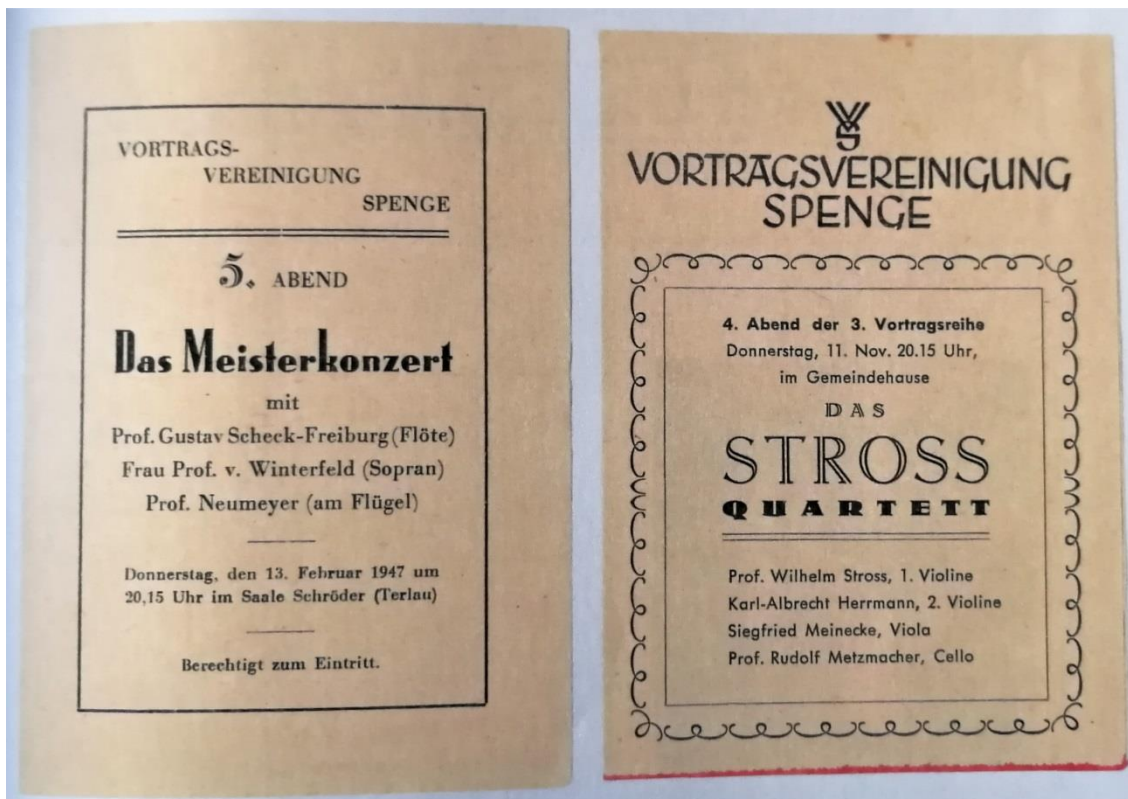 VORTRAGS-
VEREINIGUNG
SPENGE
5. ABEND
Das Meisterkonzert
mit
Prof. Gustav Scheck-Freiburg (Flöte)
Frau Prof. v. Winterfeld (Sopran)
Prof. Neumeyer (am Flügel)
Donnerstag, den 13. Februar 1947 um
20,15 Uhr im Saale Schröder (Terlau)
Berechtigt zum Eintritt.
VVS
VORTRAGSVEREINIGUNG
SPENGE
4. Abend der 3. Vortragsreihe
Donnerstag, 11. Nov. 20.15 Uhr,
im Gemeindehause
DAS
STROSS
QUARTETT
Prof. Wilhelm Stross, 1. Violine
Karl-Albrecht Herrmann, 2. Violine
Siegfried Meinecke, Viola
Prof. Rudolf Metzmacher, Cello